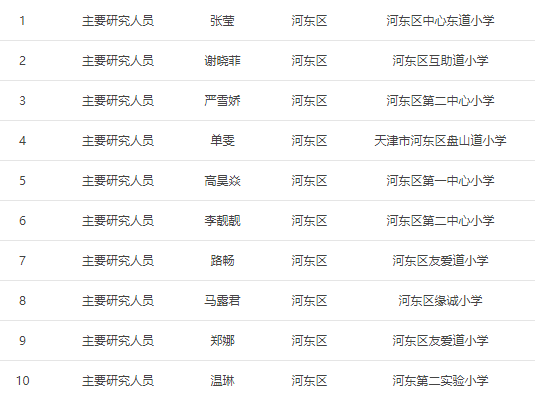 1 主要研究人员 张莹 河东区 河东区中心东道小学
2 主要研究人员 谢晓菲 河东区 河东区互助道小学
3 主要研究人员 严雪娇 河东区 河东区第二中心小学
4 主要研究人员 单雯 河东区 天津市河东区盘山道小学
5 主要研究人员 高昊焱 河东区 河东区第一中心小学
6 主要研究人员 李靓靓 河东区 河东区第二中心小学
7 主要研究人员 路畅 河东区 河东区友爱道小学
8 主要研究人员 马露君 河东区 河东区缘诚小学
9 主要研究人员 郑娜 河东区 河东区友爱道小学
10 主要研究人员 温琳 河东区 河东第二实验小学